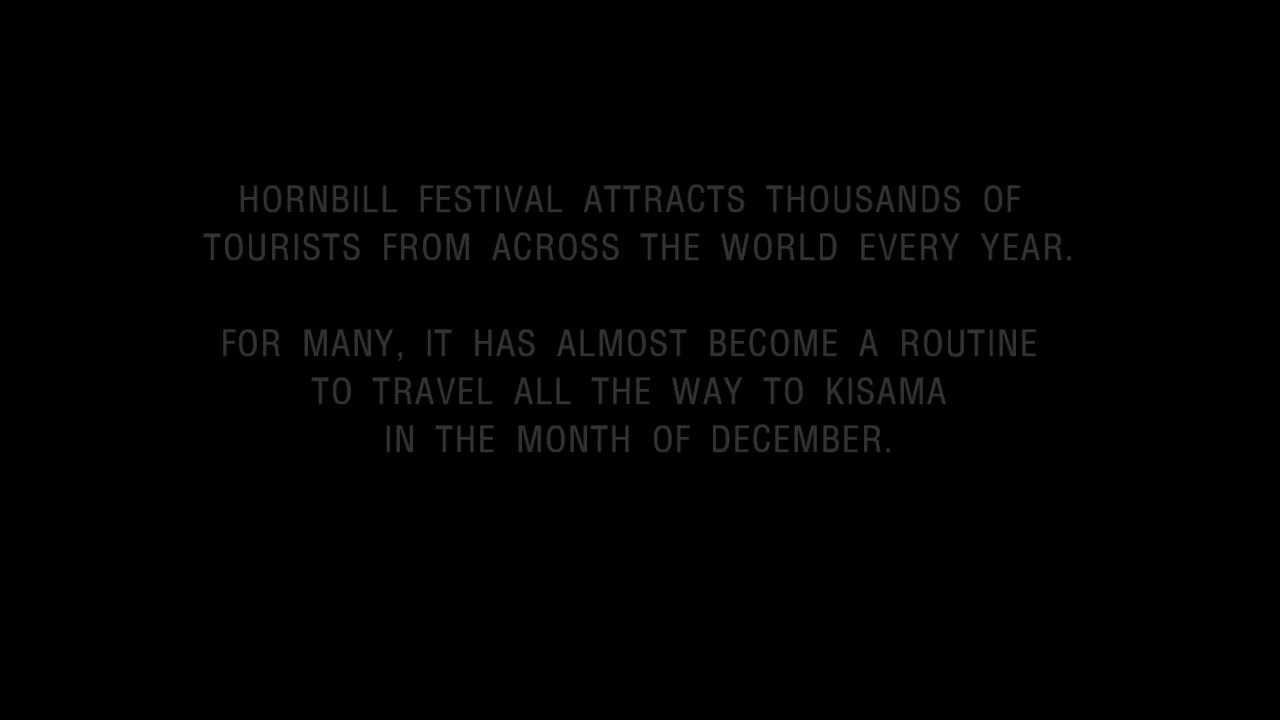 HORNBILL FESTIVAL ATTRACTS THOUSANDS OF
TOURISTS FROM ACROSS THE WORLD EVERY YEAR.
FOR MANY, IT HAS ALMOST BECOME A ROUTINE
TO TRAVEL ALL THE WAY TO KISAMA
IN THE MONTH OF DECEMBER.